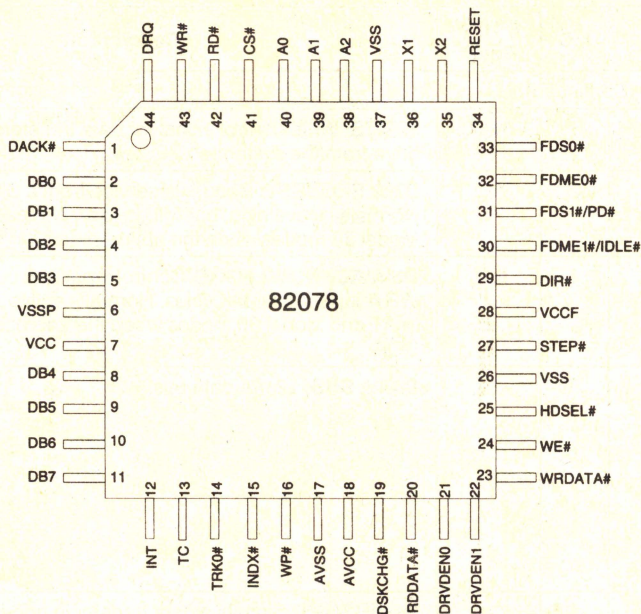 DRQ WR# RD# CS# A0 A1 A2 VSS X1 X2 RESET
44 43 42 41 40 39 38 37 36 35 34
DACK# 1 33 FDS0#
DB0 2 32 FDME0#
DB1 3 31 FDS1#/PD#
DB2 4 30 FDME1#/IDLE#
DB3 5 29 DIR#
82078
VSSP 6 28 VCCF
VCC 7 27 STEP#
DB4 8 26 VSS
DB5 9 25 HDSEL#
DB6 10 24 WE#
DB7 11 23 WRDATA#
12 13 14 15 16 17 18 19 20 21 22
INT TC TRK0# INDX# WP# AVSS AVCC DSKCHG# RDDATA# DRVDEN0 DRVDEN1